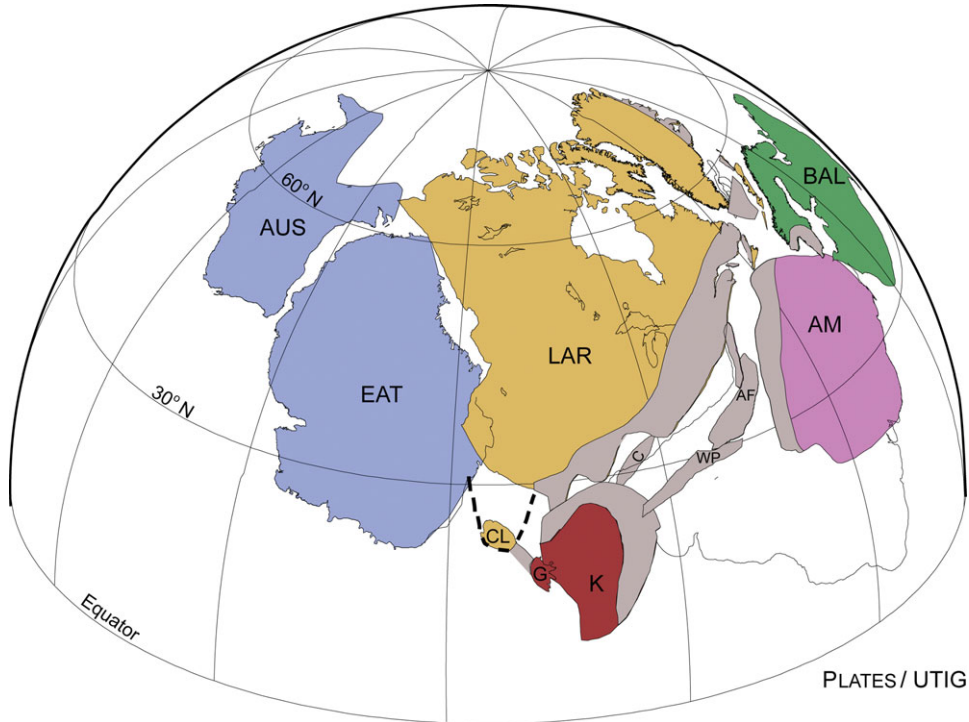 BAL
60° N
AUS
AM
LAR
EAT
30° N
AF
C
WP
CL
G
K
Equator
PLATES / UTIG